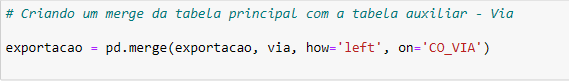 # Criando um merge da tabela principal com a tabela auxiliar - Via
exportacao = pd.merge(exportacao, via, how='left', on='CO_VIA')